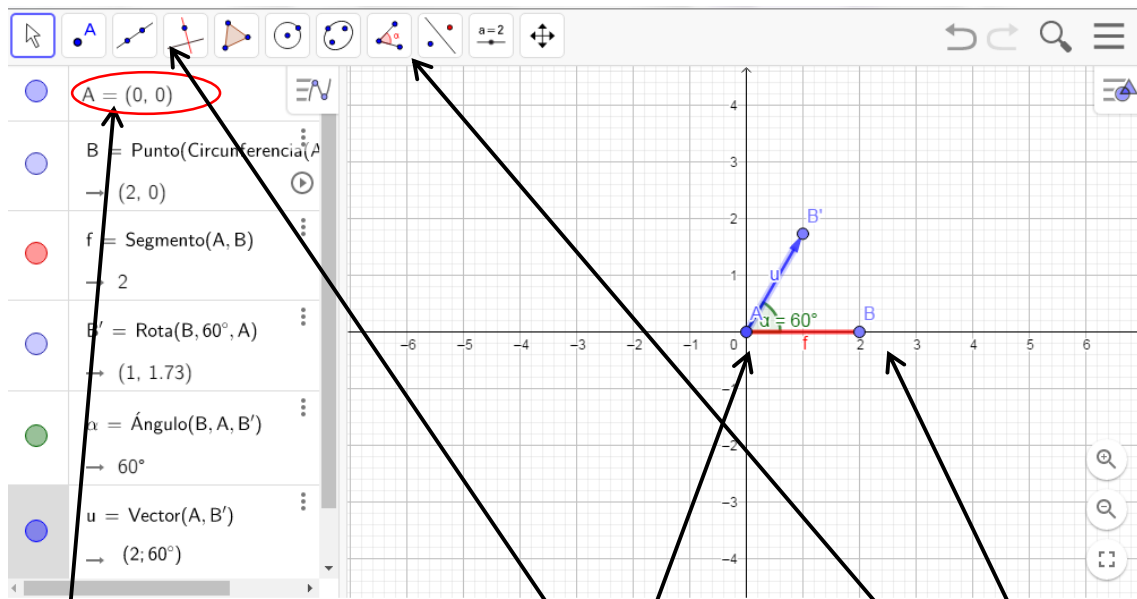 A
α
a=2
A = (0, 0)
B = Punto(Circunferencia(A
→ (2, 0)
f = Segmento(A, B)
→ 2
B′ = Rota(B, 60°, A)
→ (1, 1.73)
α = Ángulo(B, A, B′)
→ 60°
u = Vector(A, B′)
→ (2; 60°)
4
3
2
1
B'
u
A
α = 60°
B
f
−6 −5 −4 −3 −2 −1 0 2 3 4 5 6
−1
−2
−3
−4